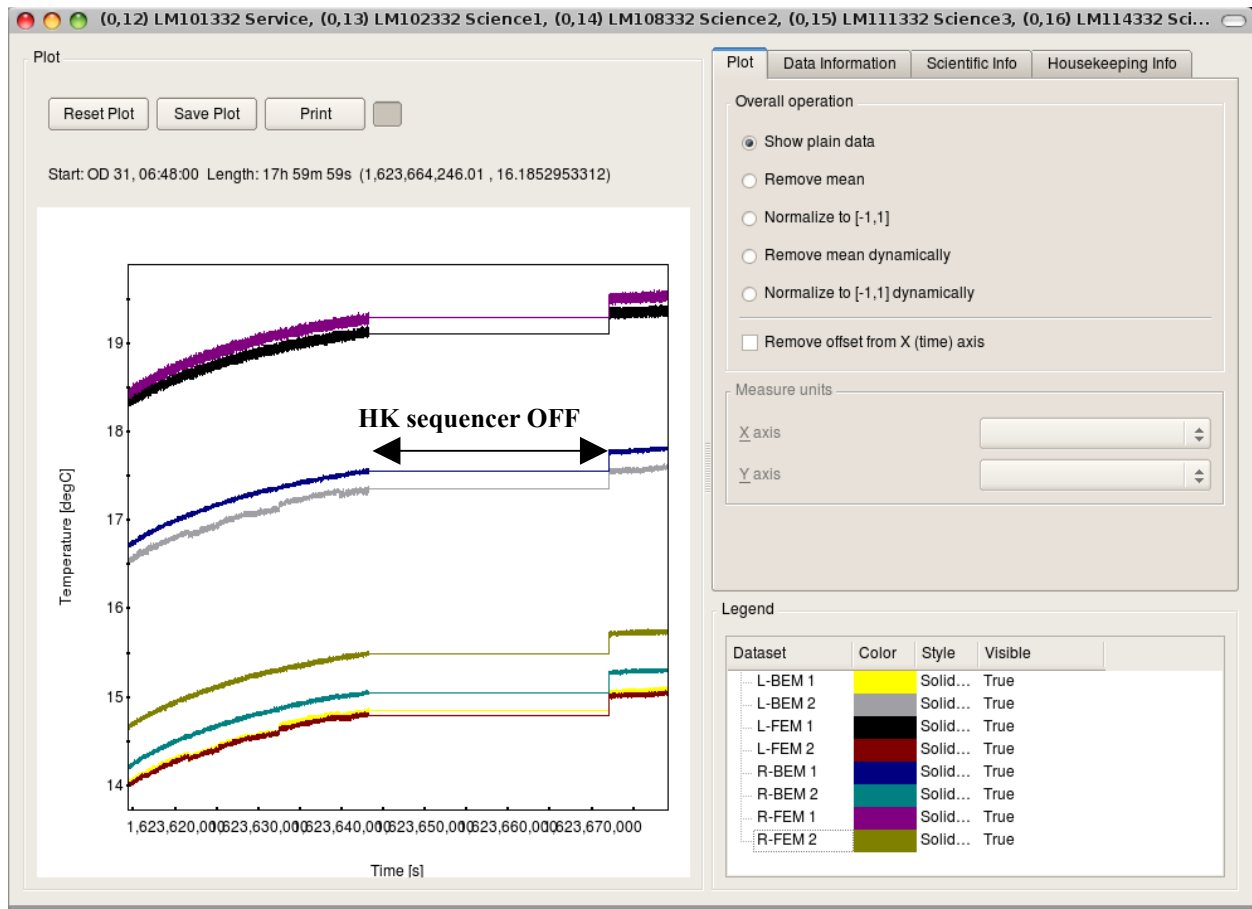 (0,12) LM101332 Service, (0,13) LM102332 Science1, (0,14) LM108332 Science2, (0,15) LM111332 Science3, (0,16) LM114332 Sci...
Plot
Reset Plot Save Plot Print
Start: OD 31, 06:48:00 Length: 17h 59m 59s (1,623,664,246.01 , 16.1852953312)
Temperature [degC]
19
18
17
16
15
14
HK sequencer OFF
1,623,620,000 1,623,630,000 1,623,640,000 1,623,650,000 1,623,660,000 1,623,670,000
Time [s]
Plot Data Information Scientific Info Housekeeping Info
Overall operation
Show plain data
Remove mean
Normalize to [-1,1]
Remove mean dynamically
Normalize to [-1,1] dynamically
Remove offset from X (time) axis
Measure units
X axis
Y axis
Legend
Dataset Color Style Visible
L-BEM 1 Solid... True
L-BEM 2 Solid... True
L-FEM 1 Solid... True
L-FEM 2 Solid... True
R-BEM 1 Solid... True
R-BEM 2 Solid... True
R-FEM 1 Solid... True
R-FEM 2 Solid... True